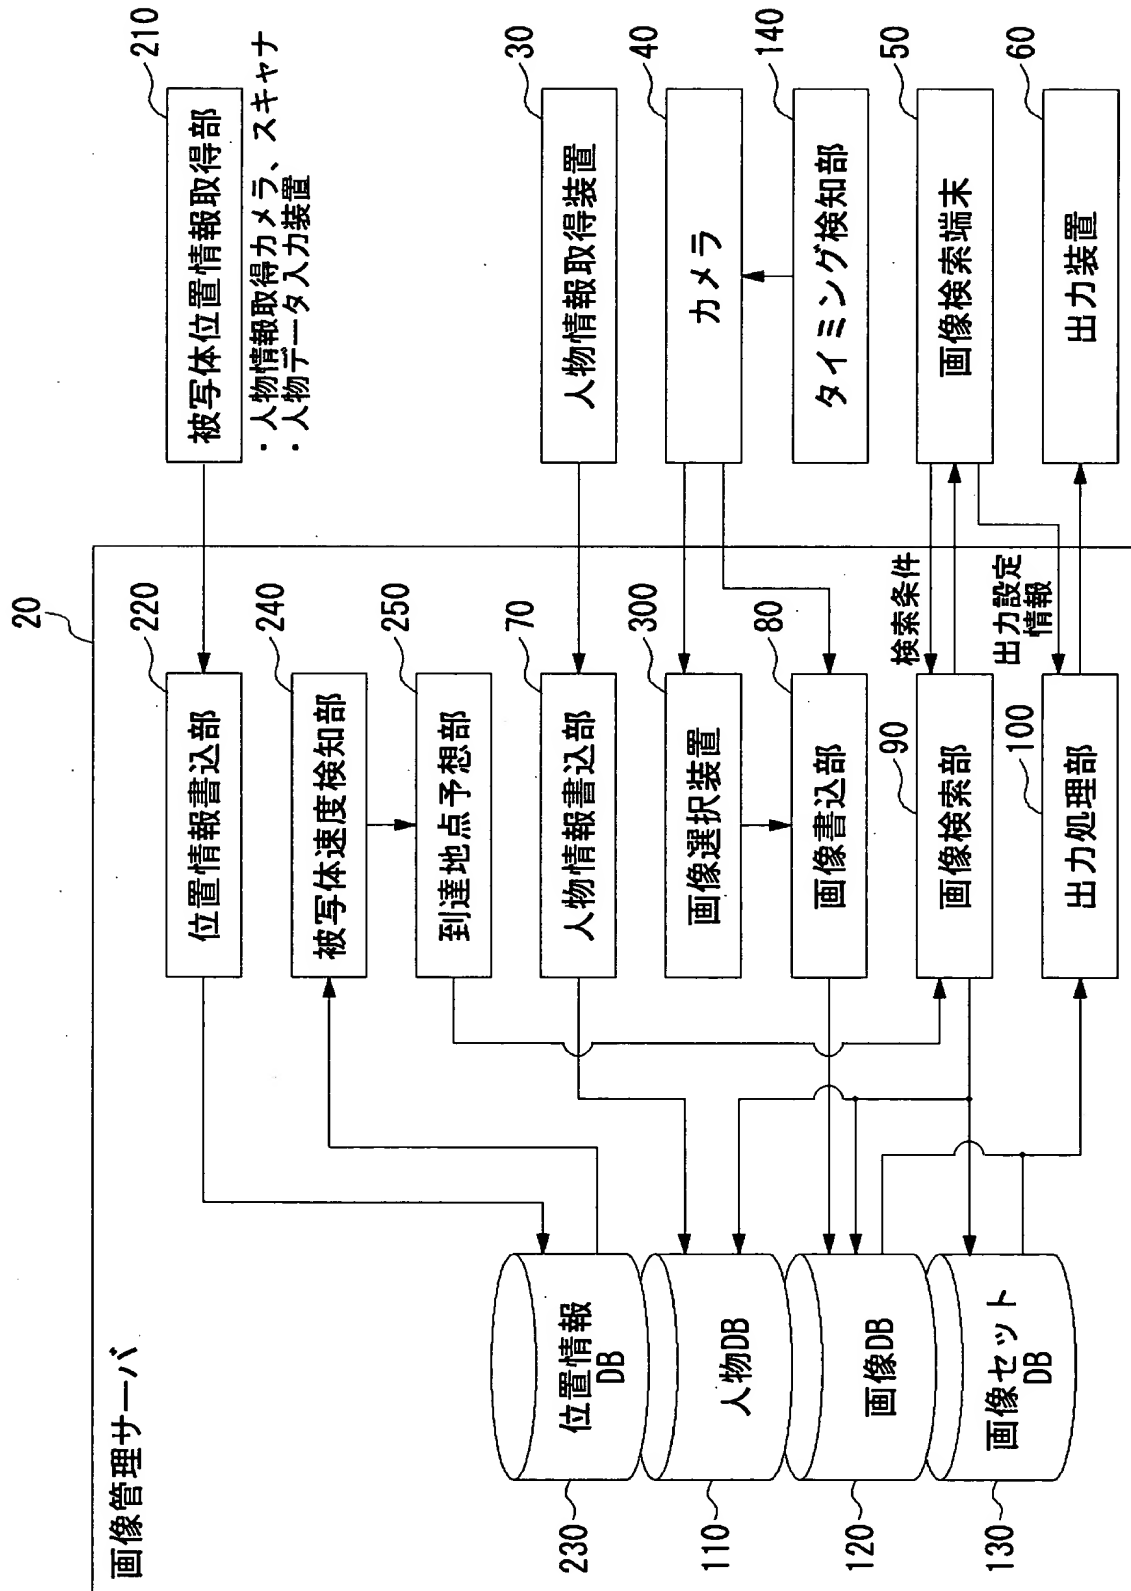 画像管理サーバ
20
位置情報
DB
230
人物DB
110
画像DB
120
画像セット
DB
130
位置情報書込部
220
被写体速度検知部
240
到達地点予想部
250
人物情報書込部
70
画像選択装置
300
画像書込部
80
画像検索部
90
出力処理部
100
検索条件
出力設定
情報
被写体位置情報取得部
210
・人物情報取得カメラ、スキャナ
・人物データ入力装置
人物情報取得装置
30
カメラ
40
タイミング検知部
140
画像検索端末
50
出力装置
60